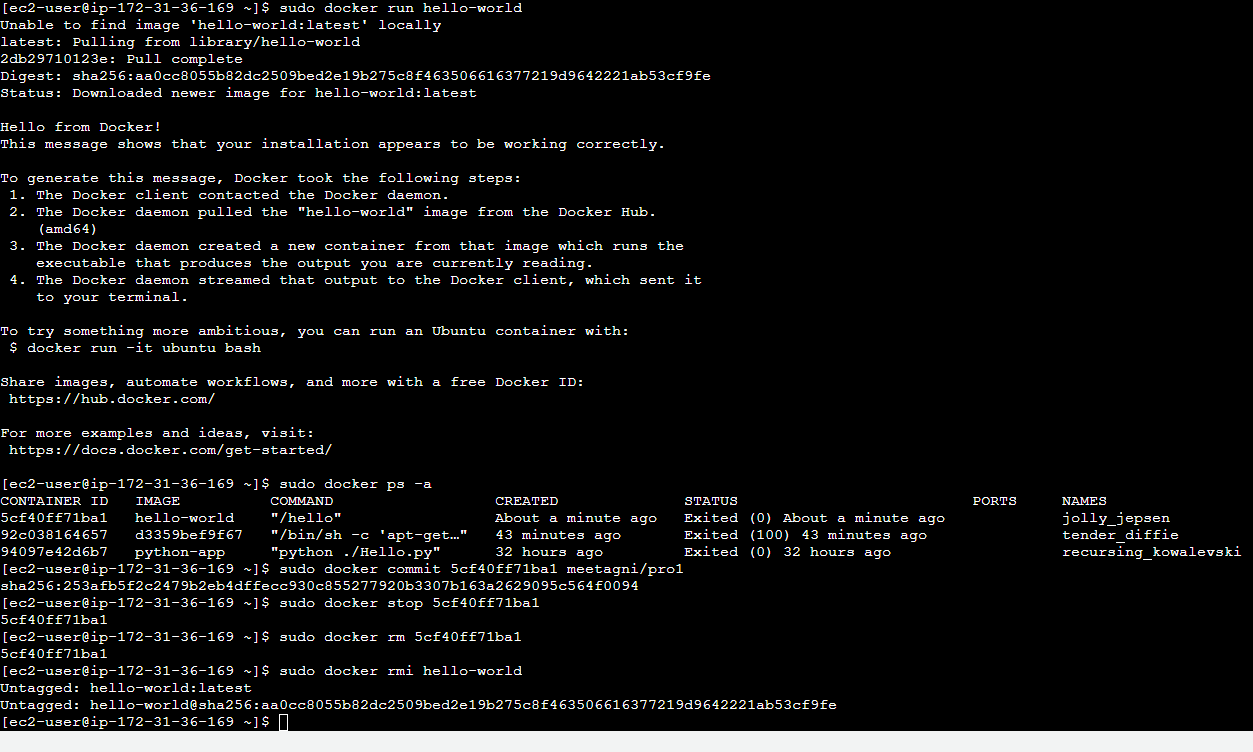 [ec2-user@ip-172-31-36-169 ~]$ sudo docker run hello-world
Unable to find image 'hello-world:latest' locally
latest: Pulling from library/hello-world
2db29710123e: Pull complete
Digest: sha256:aa0cc8055b82dc2509bed2e19b275c8f463506616377219d9642221ab53cf9fe
Status: Downloaded newer image for hello-world:latest

Hello from Docker!
This message shows that your installation appears to be working correctly.

To generate this message, Docker took the following steps:
 1. The Docker client contacted the Docker daemon.
 2. The Docker daemon pulled the "hello-world" image from the Docker Hub.
    (amd64)
 3. The Docker daemon created a new container from that image which runs the
    executable that produces the output you are currently reading.
 4. The Docker daemon streamed that output to the Docker client, which sent it
    to your terminal.

To try something more ambitious, you can run an Ubuntu container with:
 $ docker run -it ubuntu bash

Share images, automate workflows, and more with a free Docker ID:
 https://hub.docker.com/

For more examples and ideas, visit:
 https://docs.docker.com/get-started/

[ec2-user@ip-172-31-36-169 ~]$ sudo docker ps -a
CONTAINER ID   IMAGE          COMMAND                  CREATED              STATUS                          PORTS     NAMES
5cf40ff71ba1   hello-world    "/hello"                 About a minute ago   Exited (0) About a minute ago             jolly_jepsen
92c038164657   d3359bef9f67   "/bin/sh -c 'apt-get…"   43 minutes ago       Exited (100) 43 minutes ago               tender_diffie
94097e42d6b7   python-app     "python ./Hello.py"      32 hours ago         Exited (0) 32 hours ago                   recursing_kowalevski
[ec2-user@ip-172-31-36-169 ~]$ sudo docker commit 5cf40ff71ba1 meetagni/pro1
sha256:253afb5f2c2479b2eb4dffecc930c855277920b3307b163a2629095c564f0094
[ec2-user@ip-172-31-36-169 ~]$ sudo docker stop 5cf40ff71ba1
5cf40ff71ba1
[ec2-user@ip-172-31-36-169 ~]$ sudo docker rm 5cf40ff71ba1
5cf40ff71ba1
[ec2-user@ip-172-31-36-169 ~]$ sudo docker rmi hello-world
Untagged: hello-world:latest
Untagged: hello-world@sha256:aa0cc8055b82dc2509bed2e19b275c8f463506616377219d9642221ab53cf9fe
[ec2-user@ip-172-31-36-169 ~]$